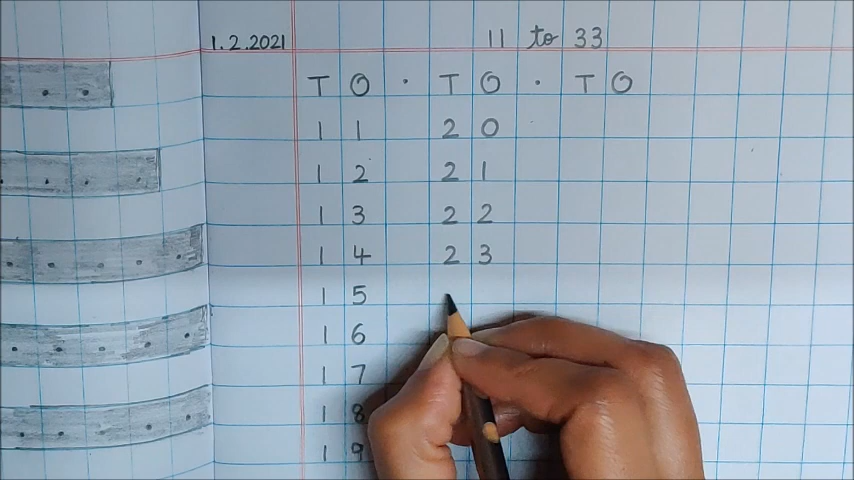 1.2.2021 11 to 33
T O . T O . T O
1 1 2 0
1 2 2 1
1 3 2 2
1 4 2 3
1 5
1 6
1 7
1 8
1 9